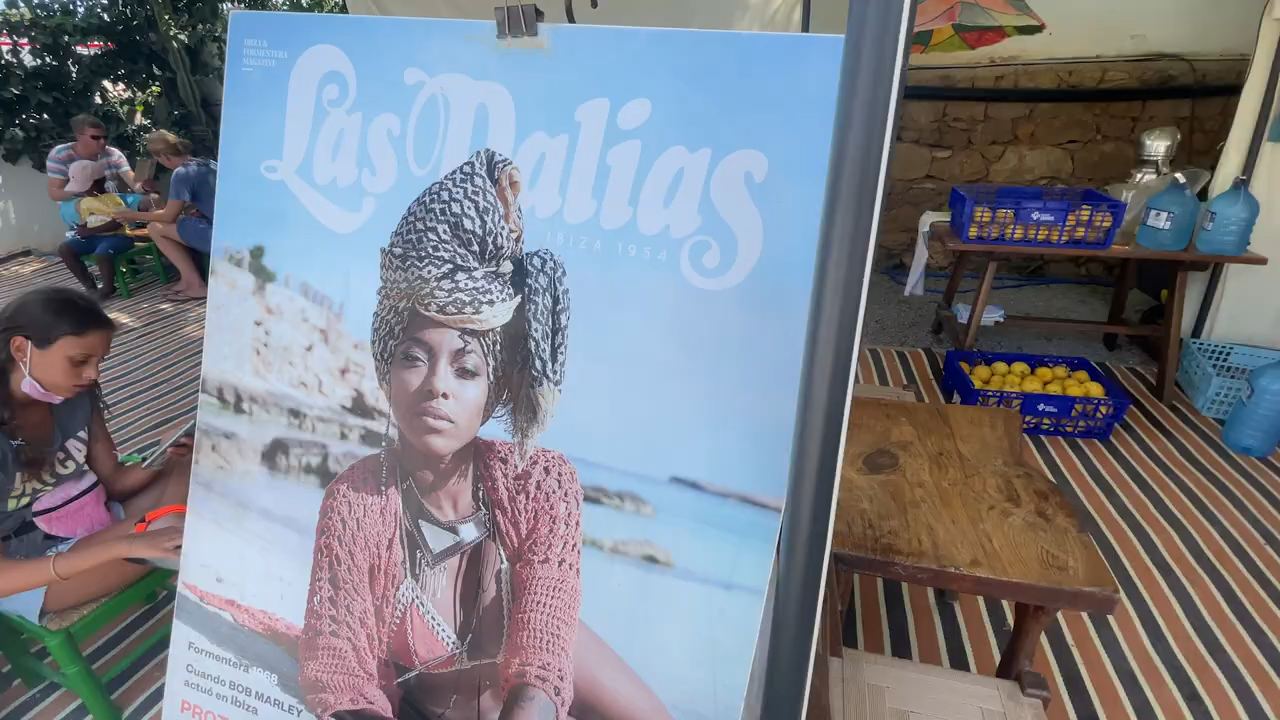 IBIZA &
FORMENTERA
MAGAZINE
Las Dalias
IBIZA 1954
Formentera 1968
Cuando BOB MARLEY
actuó en Ibiza